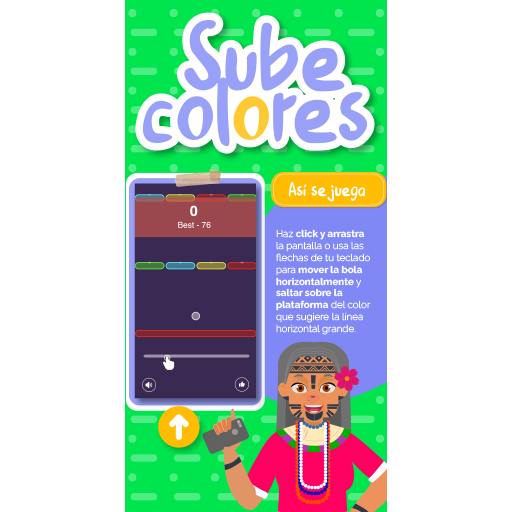 Sube
colores
Así se juega
0
Best - 76
Haz click y arrastra
la pantalla o usa las
flechas de tu teclado
para mover la bola
horizontalmente y
saltar sobre la
plataforma del color
que sugiere la línea
horizontal grande.